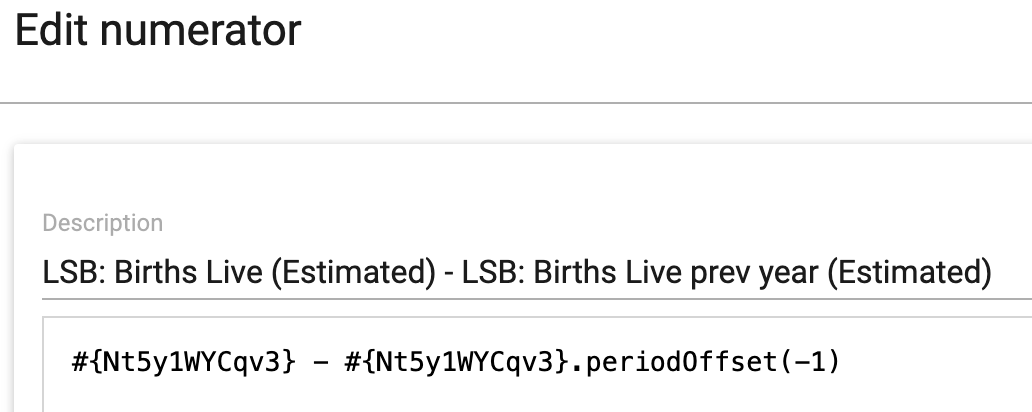 Edit numerator
Description
LSB: Births Live (Estimated) - LSB: Births Live prev year (Estimated)
#{Nt5y1WYCqv3} - #{Nt5y1WYCqv3}.periodOffset(-1)